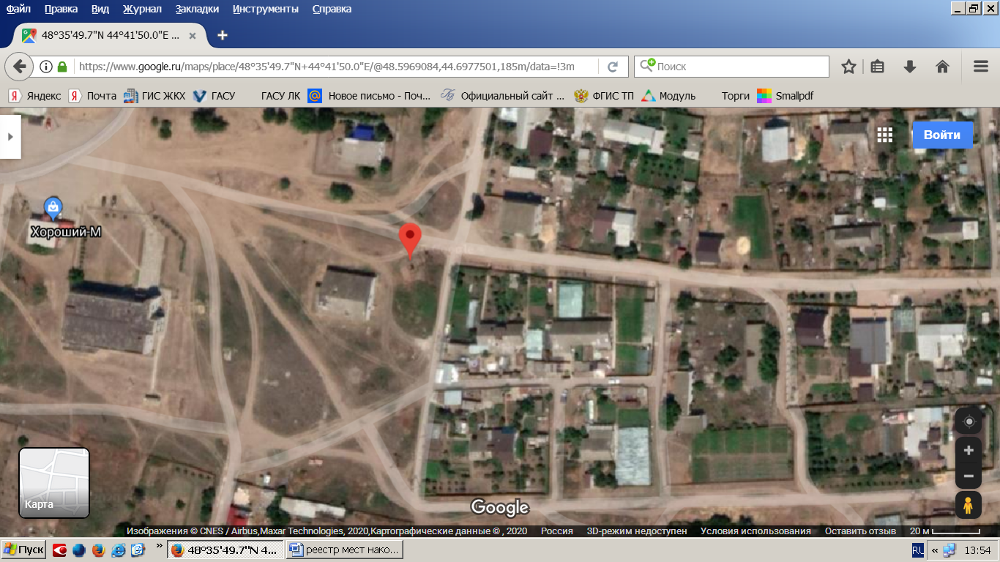 Файл Правка Вид Журнал Закладки Инструменты Справка
48°35'49.7"N 44°41'50.0"E ...
https://www.google.ru/maps/place/48°35'49.7"N+44°41'50.0"E/@48.5969084,44.6977501,185m/data=!3m
Поиск
Яндекс Почта ГИС ЖКХ ГАСУ ГАСУ ЛК Новое письмо - Поч... Официальный сайт ... ФГИС ТП Модуль Торги Smallpdf
Войти
Хороший-М
Карта
Google
Изображения © CNES / Airbus,Maxar Technologies, 2020,Картографические данные © , 2020 Россия 3D-режим недоступен Условия использования Оставить отзыв 20 м
Пуск » 48°35'49.7"N 4... реестр мест нако... RU « 13:54